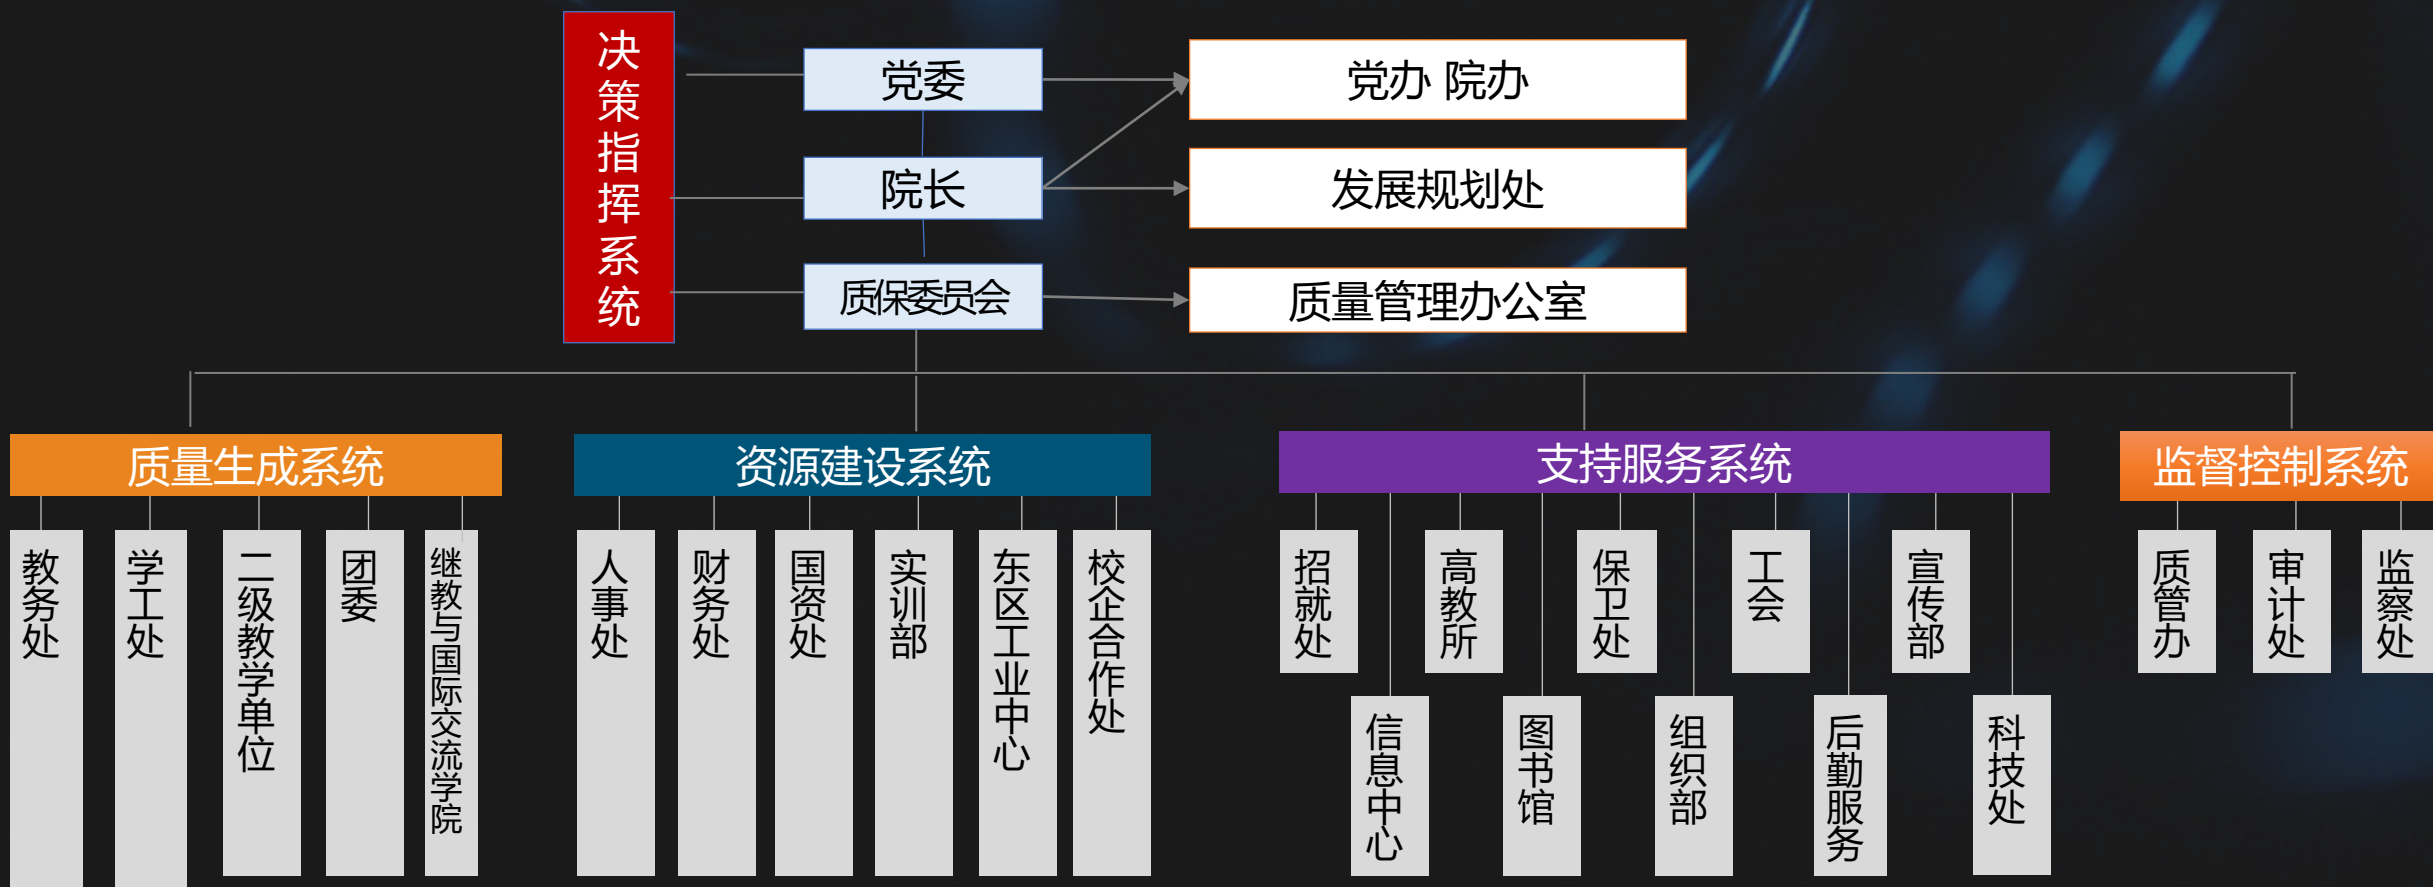 决策指挥系统
党委
党办 院办
院长
发展规划处
质保委员会
质量管理办公室
质量生成系统
资源建设系统
支持服务系统
监督控制系统
教务处
学工处
二级教学单位
团委
继教与国际交流学院
人事处
财务处
国资处
实训部
东区工业中心
校企合作处
招就处
信息中心
高教所
图书馆
保卫处
组织部
工会
后勤服务
宣传部
科技处
质管办
审计处
监察处